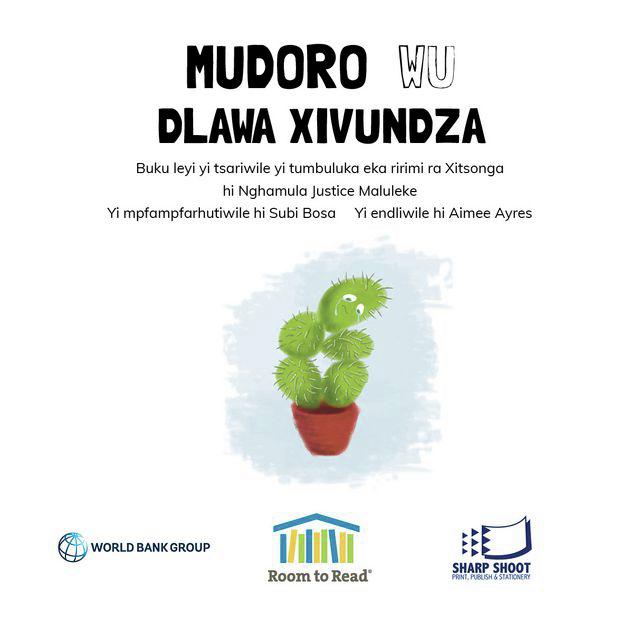 MUDORO WU
DLAWA XIVUNDZA
Buku leyi yi tsariwile yi tumbuluka eka ririmi ra Xitsonga
hi Nghamula Justice Maluleke
Yi mpfampfarhutiwile hi Subi Bosa Yi endliwile hi Aimee Ayres
WORLD BANK GROUP
Room to Read®
SHARP SHOOT
PRINT, PUBLISH & STATIONERY